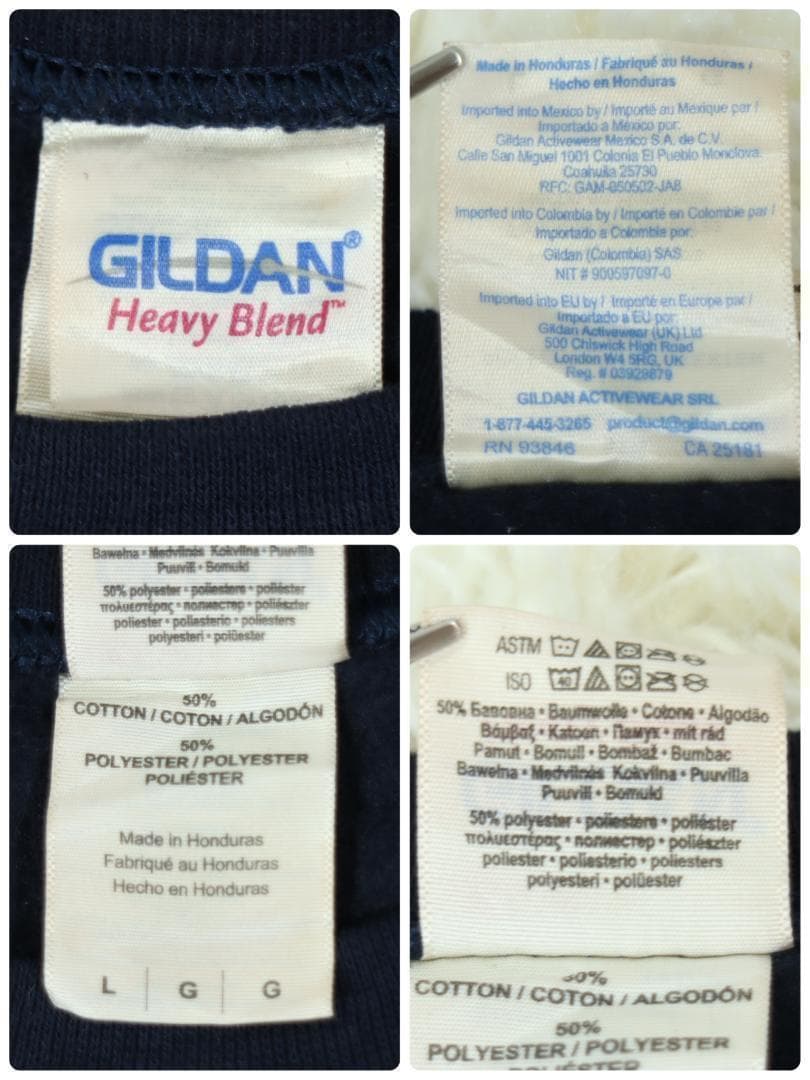 GILDAN®
Heavy Blend™
Made in Honduras / Fabriqué au Honduras /
Hecho en Honduras
Imported into Mexico by / Importé au Mexique par /
Importado a México por:
Gildan Activewear Mexico S.A. de C.V.
Calle San Miguel 1001 Colonia El Pueblo Monclova.
Coahuila 25730
RFC: GAM-050502-JA8
Imported into Colombia by / Importé en Colombie par /
Importado a Colombia por:
Gildan (Colombia) SAS
NIT # 900597097-0
Imported into EU by / Importé en Europe par /
Importado a EU por:
Gildan Activewear (UK) Ltd
500 Chiswick High Road
London W4 5RG, UK
Reg. # 03929879
GILDAN ACTIVEWEAR SRL
1-877-445-3265 product@gildan.com
RN 93846 CA 25181
Bawełna • Medvilnės Kokvilna • Puuvilla
Puuvill • Bomuld
50% polyester • poliestere • poliéster
πολυεστέρας • полиестер • poliészter
poliester • poliesterio • poliesters
polyesteri • polüester
50%
COTTON / COTON / ALGODÓN
50%
POLYESTER / POLYESTER
POLIÉSTER
Made in Honduras
Fabriqué au Honduras
Hecho en Honduras
L G G
ASTM
ISO 40
50% Бавовна • Baumwolle • Cotone • Algodão
Βάμβαξ • Katoen • Памук • mit rád
Pamut • Bomull • Bombaž • Bumbac
Bawełna • Medvilnės Kokvilna • Puuvilla
Puuvill • Bomuld
50% polyester • poliestere • poliéster
πολυεστέρας • полиестер • poliészter
poliester • poliesterio • poliesters
polyesteri • polüester
50%
COTTON / COTON / ALGODÓN
50%
POLYESTER / POLYESTER